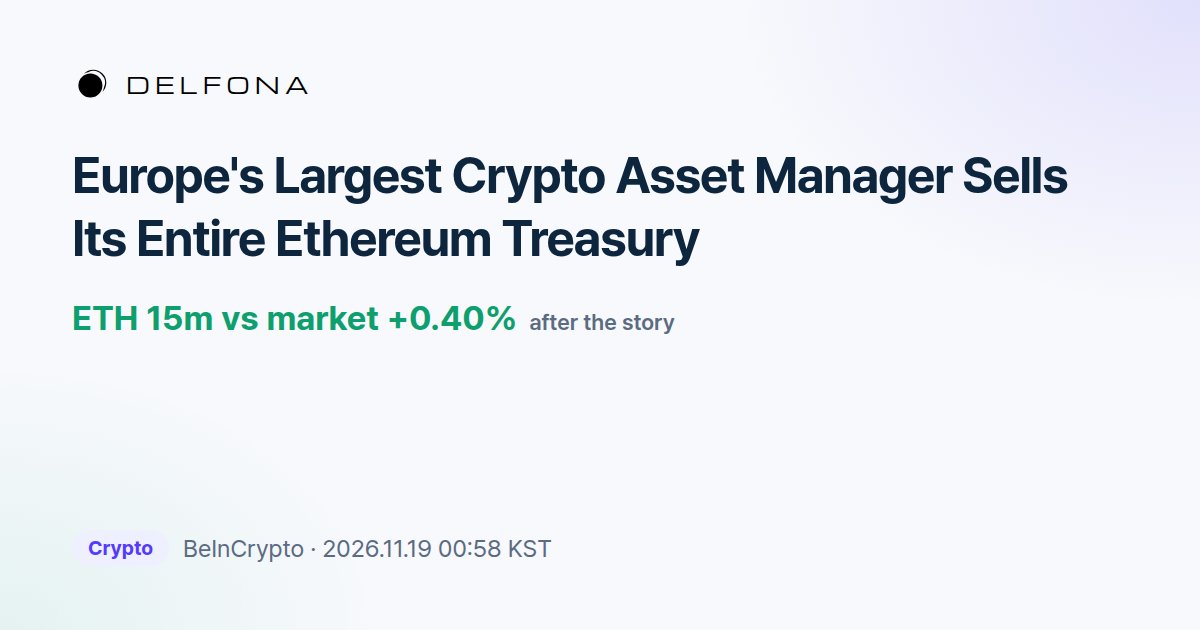 DELFONA
Europe's Largest Crypto Asset Manager Sells
Its Entire Ethereum Treasury
ETH 15m vs market +0.40% after the story
Crypto BeInCrypto · 2026.11.19 00:58 KST